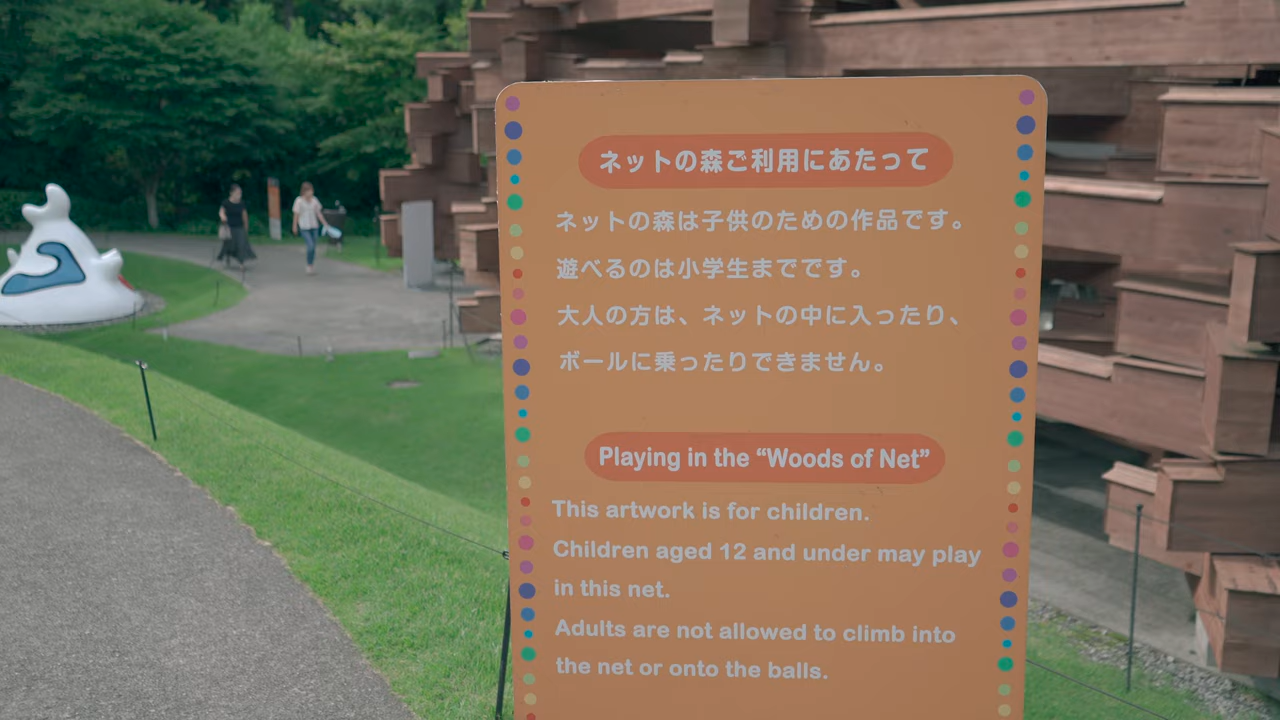 ネットの森ご利用にあたって
ネットの森は子供のための作品です。
遊べるのは小学生までです。
大人の方は、ネットの中に入ったり、
ボールに乗ったりできません。
Playing in the “Woods of Net”
This artwork is for children.
Children aged 12 and under may play
in this net.
Adults are not allowed to climb into
the net or onto the balls.